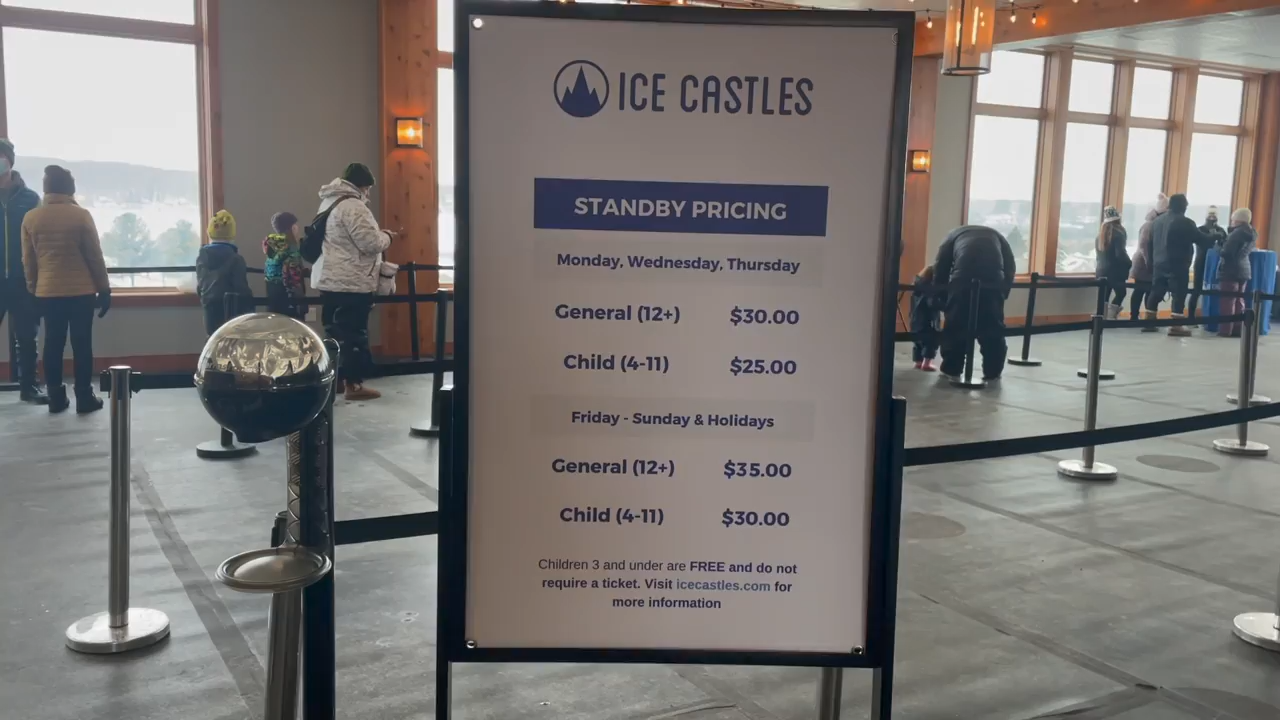 ICE CASTLES
STANDBY PRICING
Monday, Wednesday, Thursday
General (12+) $30.00
Child (4-11) $25.00
Friday - Sunday & Holidays
General (12+) $35.00
Child (4-11) $30.00
Children 3 and under are FREE and do not
require a ticket. Visit icecastles.com for
more information